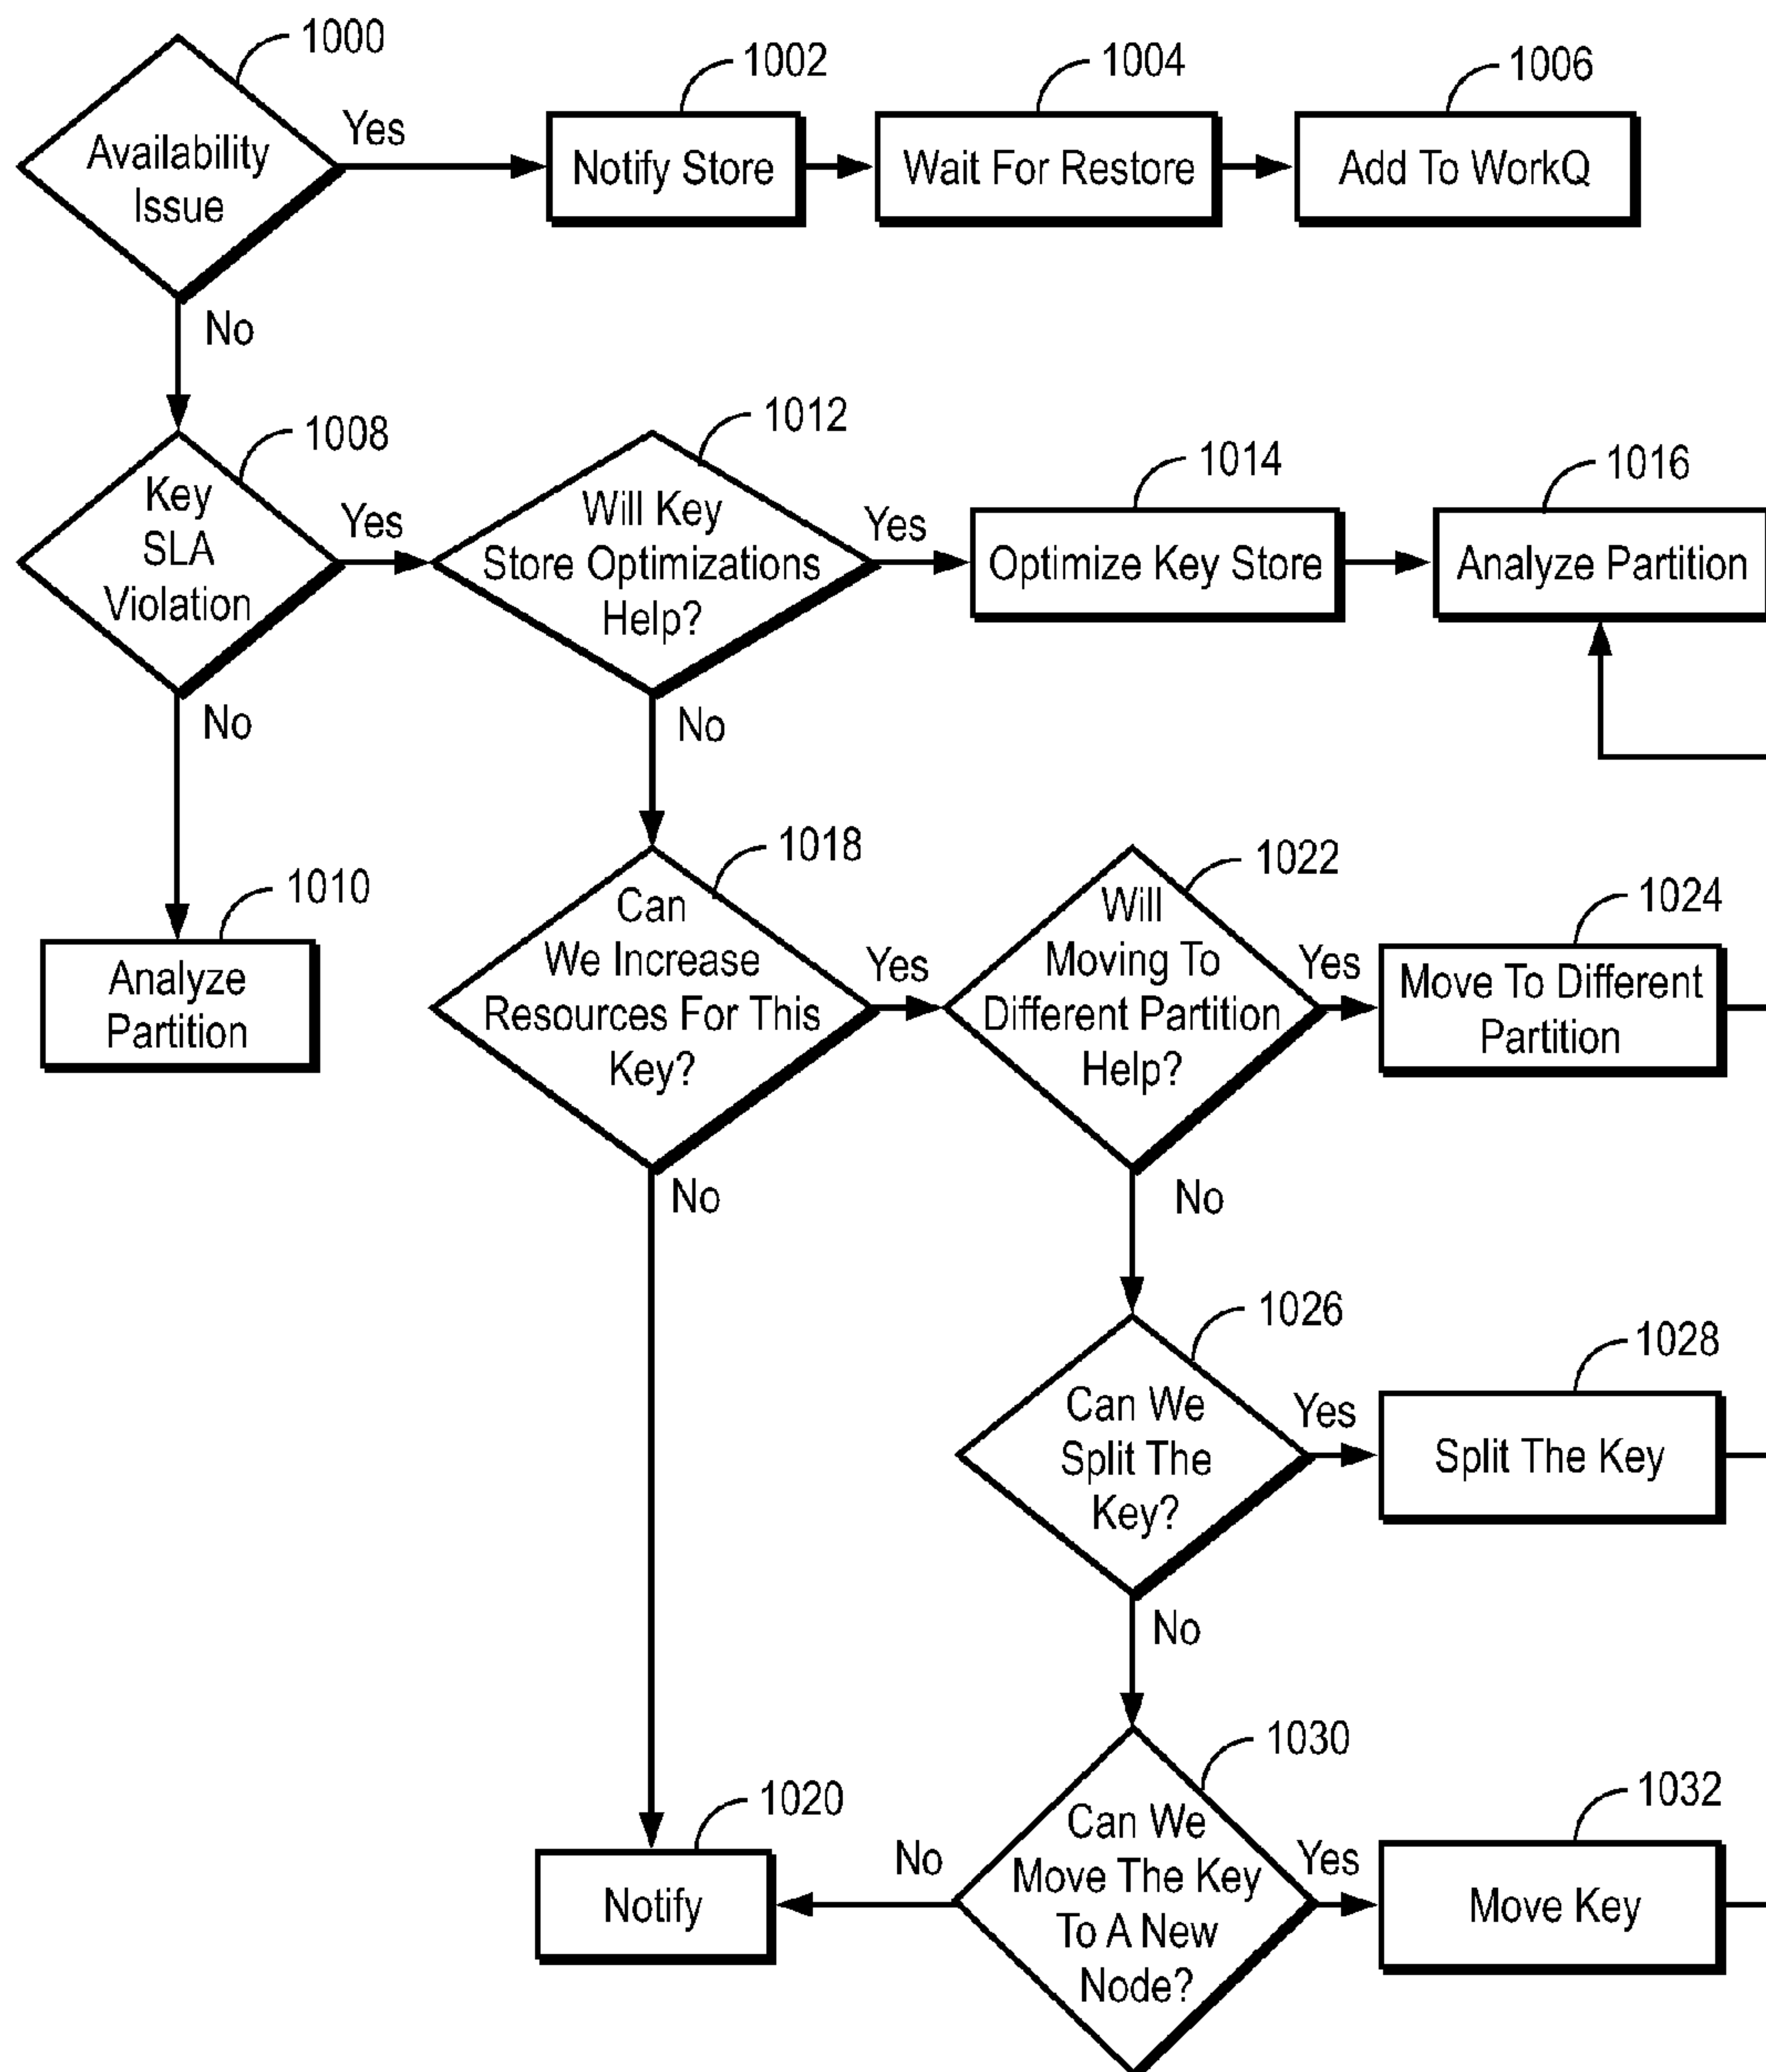 1000
Availability
Issue
Yes
1002
Notify Store
1004
Wait For Restore
1006
Add To WorkQ
No
1008
Key
SLA
Violation
Yes
1012
Will Key
Store Optimizations
Help?
Yes
1014
Optimize Key Store
1016
Analyze Partition
No
No
1010
Analyze
Partition
1018
Can
We Increase
Resources For This
Key?
Yes
1022
Will
Moving To
Different Partition
Help?
Yes
1024
Move To Different
Partition
No
No
1026
Can We
Split The
Key?
Yes
1028
Split The Key
No
1020
Notify
No
1030
Can We
Move The Key
To A New
Node?
Yes
1032
Move Key